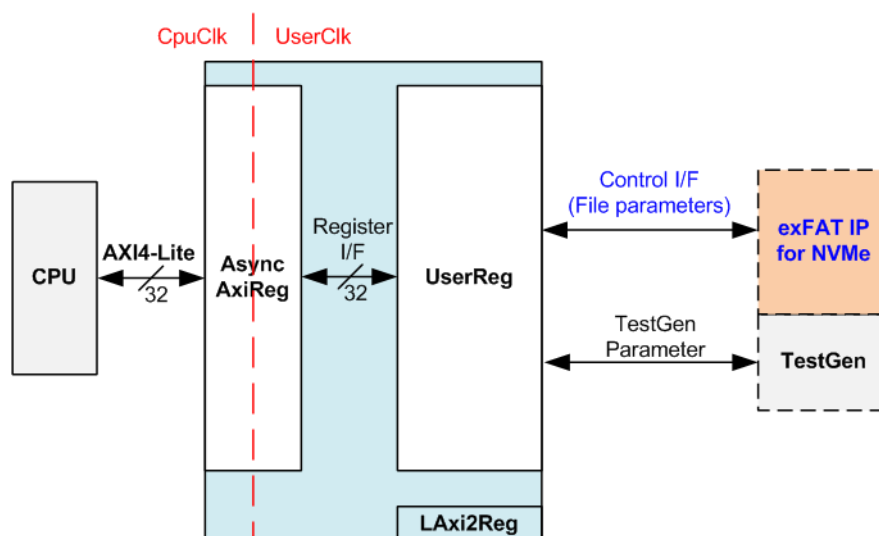 CpuClk
UserClk
CPU
AXI4-Lite
32
Async
AxiReg
Register
I/F
32
UserReg
Control I/F
(File parameters)
exFAT IP
for NVMe
TestGen
Parameter
TestGen
LAxi2Reg